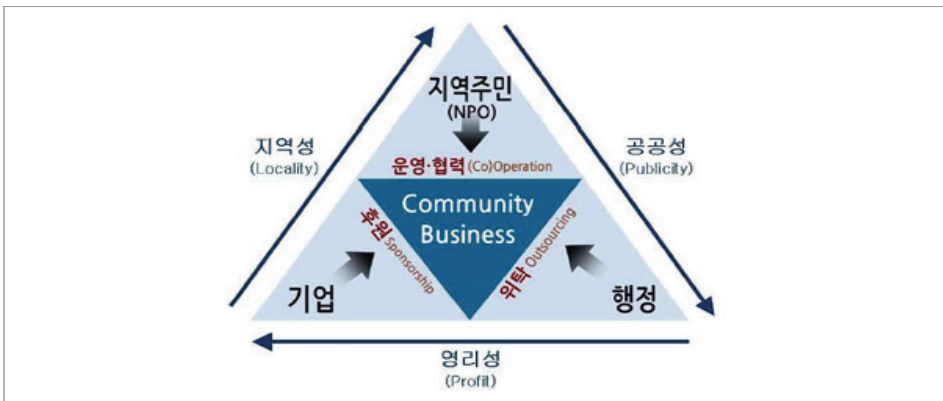 지역주민
(NPO)
지역성
(Locality)
공공성
(Publicity)
운영·협력 (Co)Operation
Community
Business
후원 Sponsorship
위탁 Outsourcing
기업
행정
영리성
(Profit)